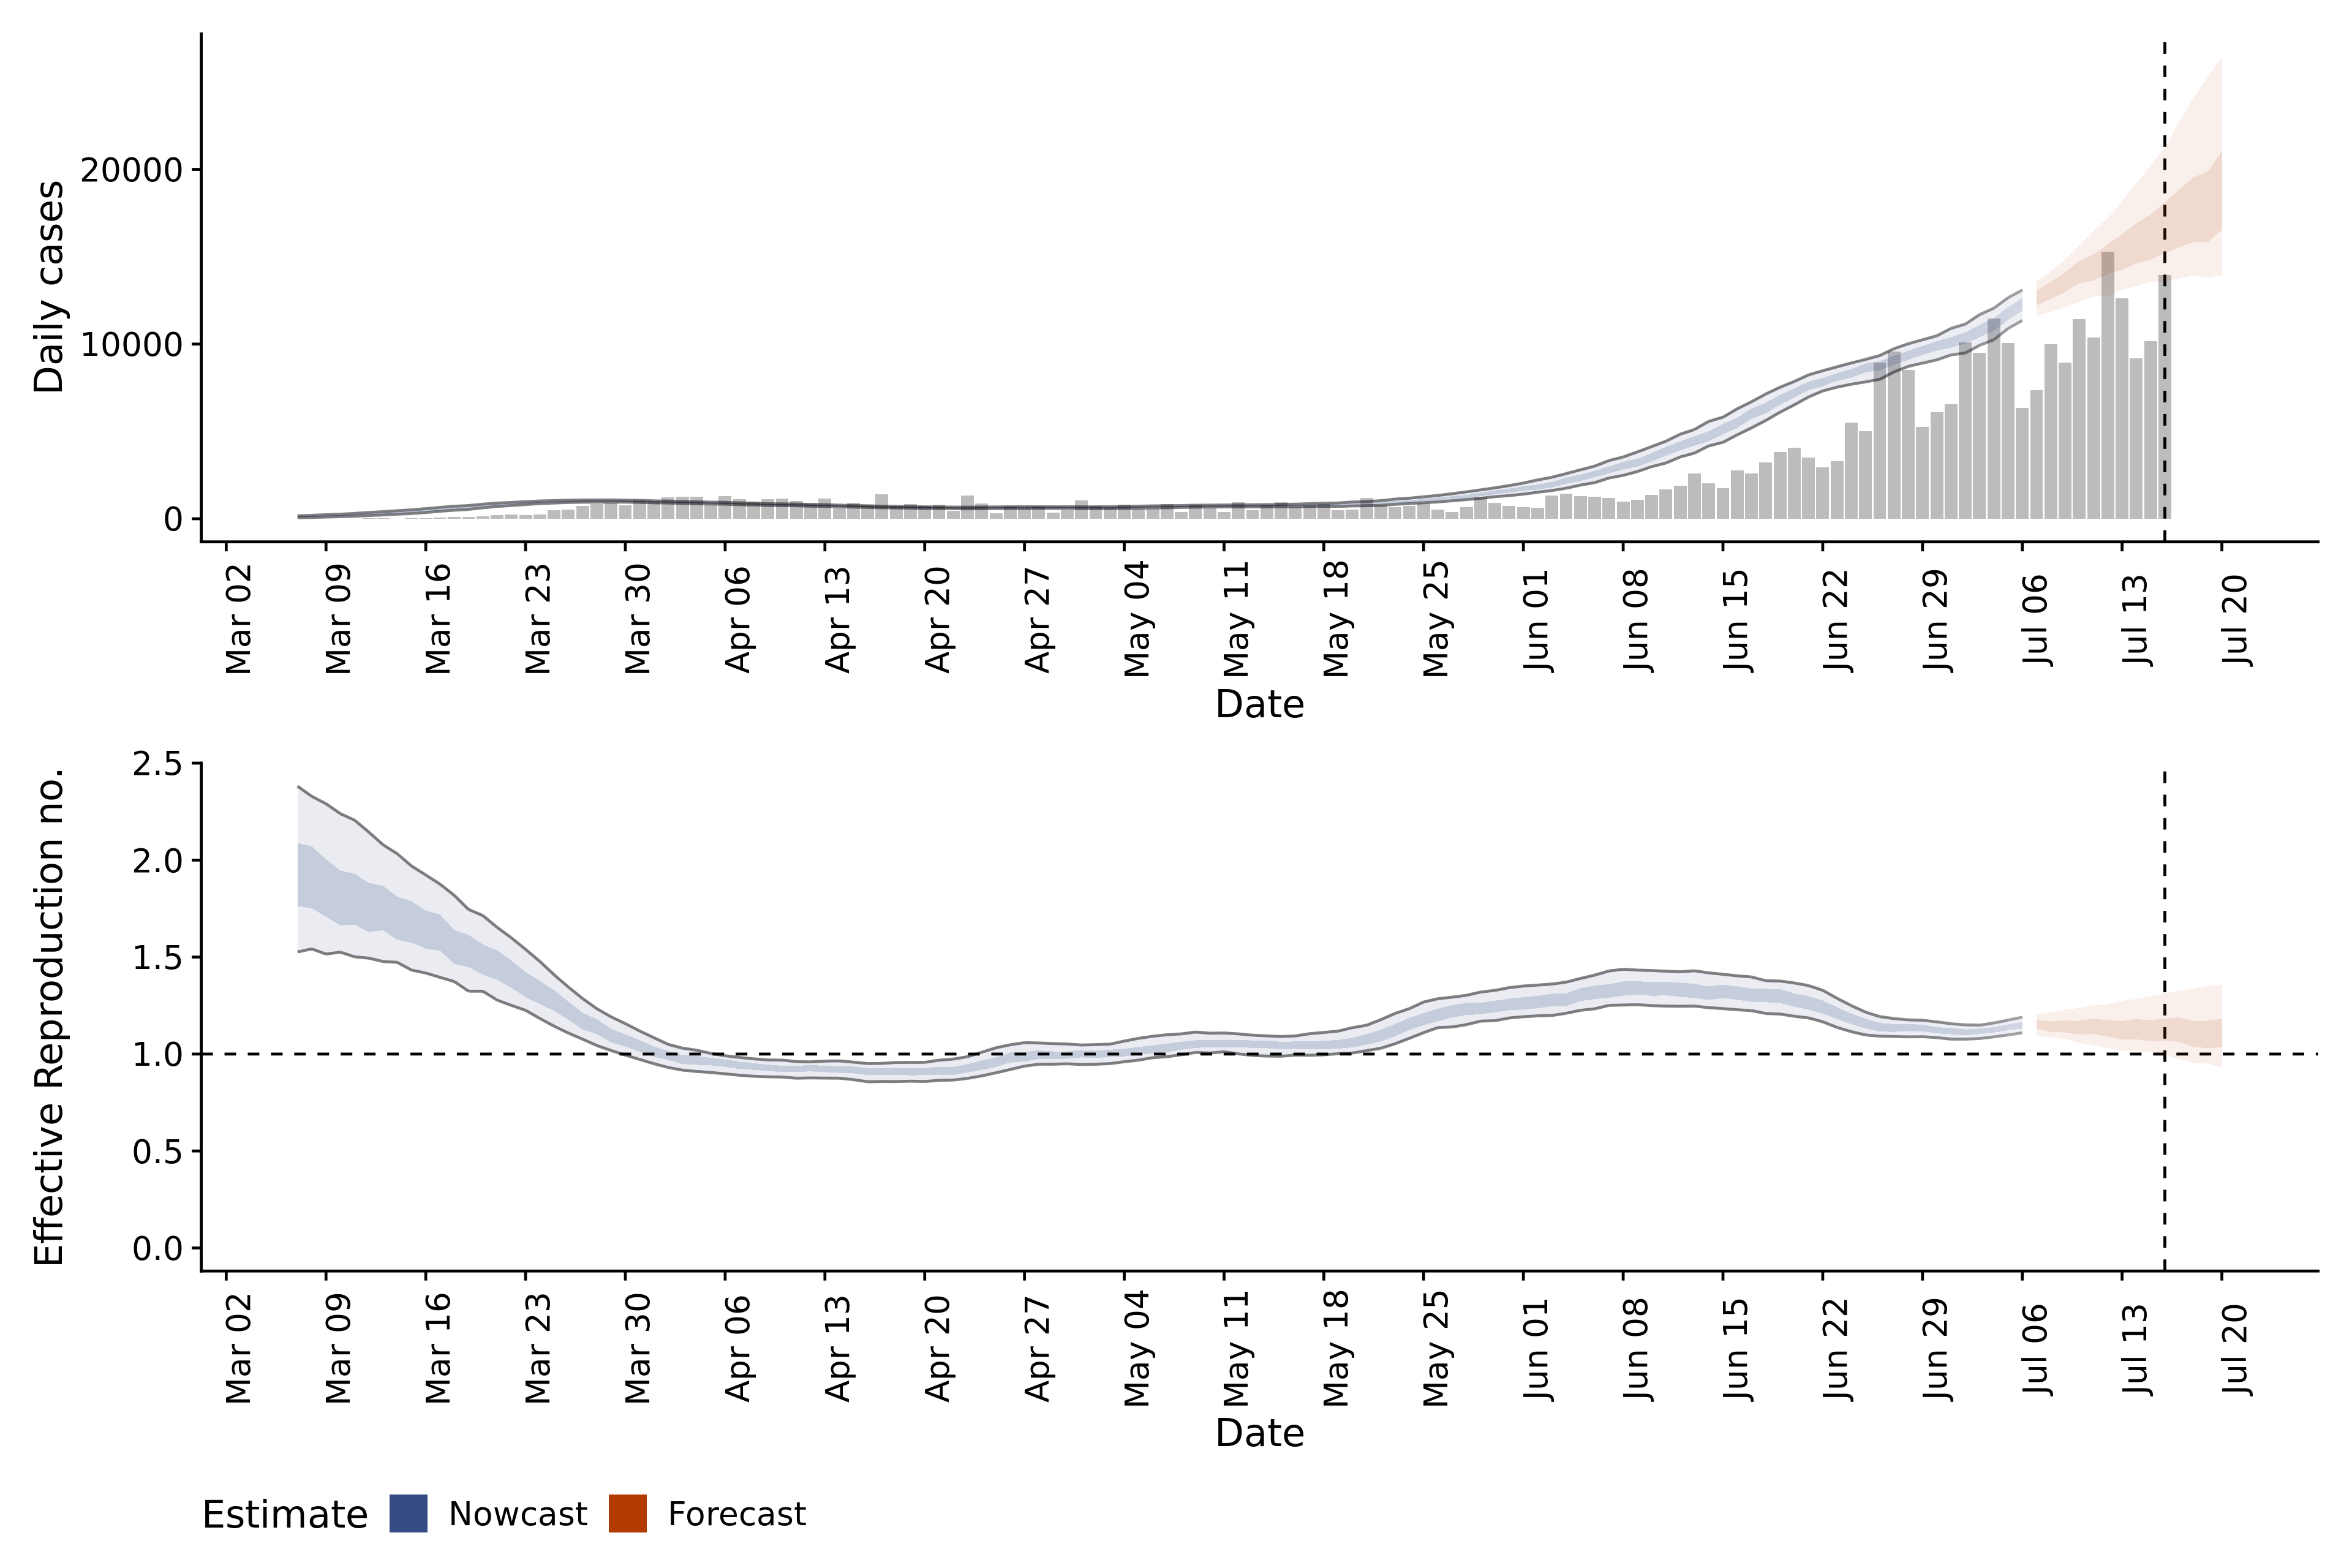 Daily cases
20000
10000
0
Mar 02 Mar 09 Mar 16 Mar 23 Mar 30 Apr 06 Apr 13 Apr 20 Apr 27 May 04 May 11 May 18 May 25 Jun 01 Jun 08 Jun 15 Jun 22 Jun 29 Jul 06 Jul 13 Jul 20
Date
Effective Reproduction no.
2.5
2.0
1.5
1.0
0.5
0.0
Mar 02 Mar 09 Mar 16 Mar 23 Mar 30 Apr 06 Apr 13 Apr 20 Apr 27 May 04 May 11 May 18 May 25 Jun 01 Jun 08 Jun 15 Jun 22 Jun 29 Jul 06 Jul 13 Jul 20
Date
Estimate Nowcast Forecast